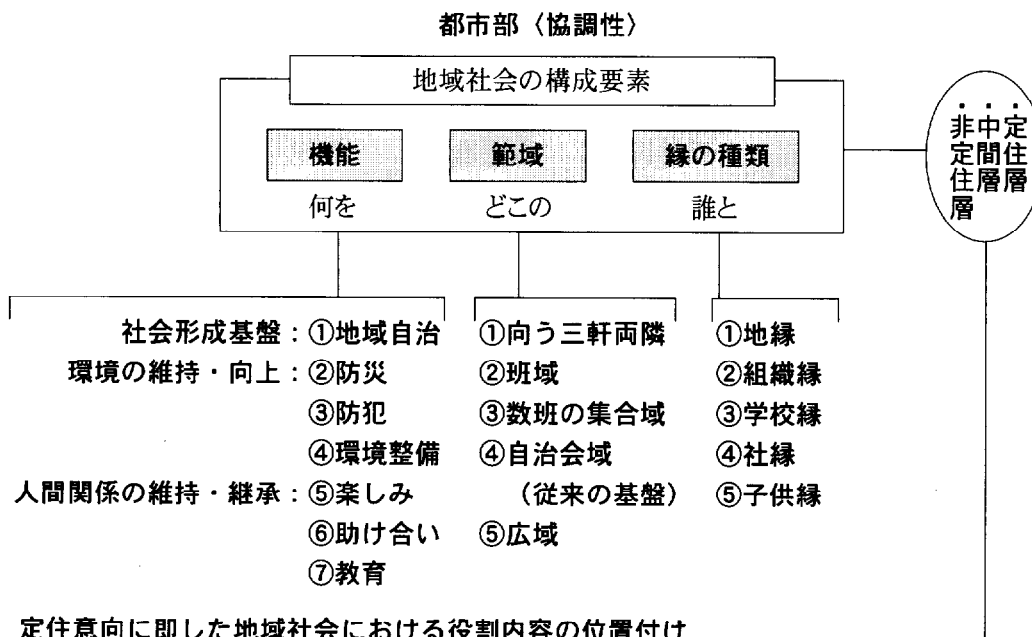 都市部〈協調性〉
地域社会の構成要素
機能 範域 縁の種類
何を どこの 誰と
・定住層
・中間層
・非定住層
社会形成基盤：①地域自治 ①向う三軒両隣 ①地縁
環境の維持・向上：②防災 ②班域 ②組織縁
③防犯 ③数班の集合域 ③学校縁
④環境整備 ④自治会域 ④社縁
人間関係の維持・継承：⑤楽しみ （従来の基盤） ⑤子供縁
⑥助け合い ⑤広域
⑦教育
定住意向に即した地域社会における役割内容の位置付け